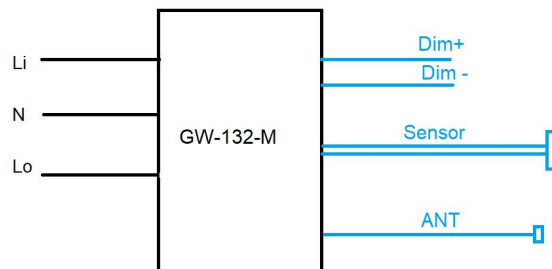 Li
N
Lo
GW-132-M
Dim+
Dim -
Sensor
ANT